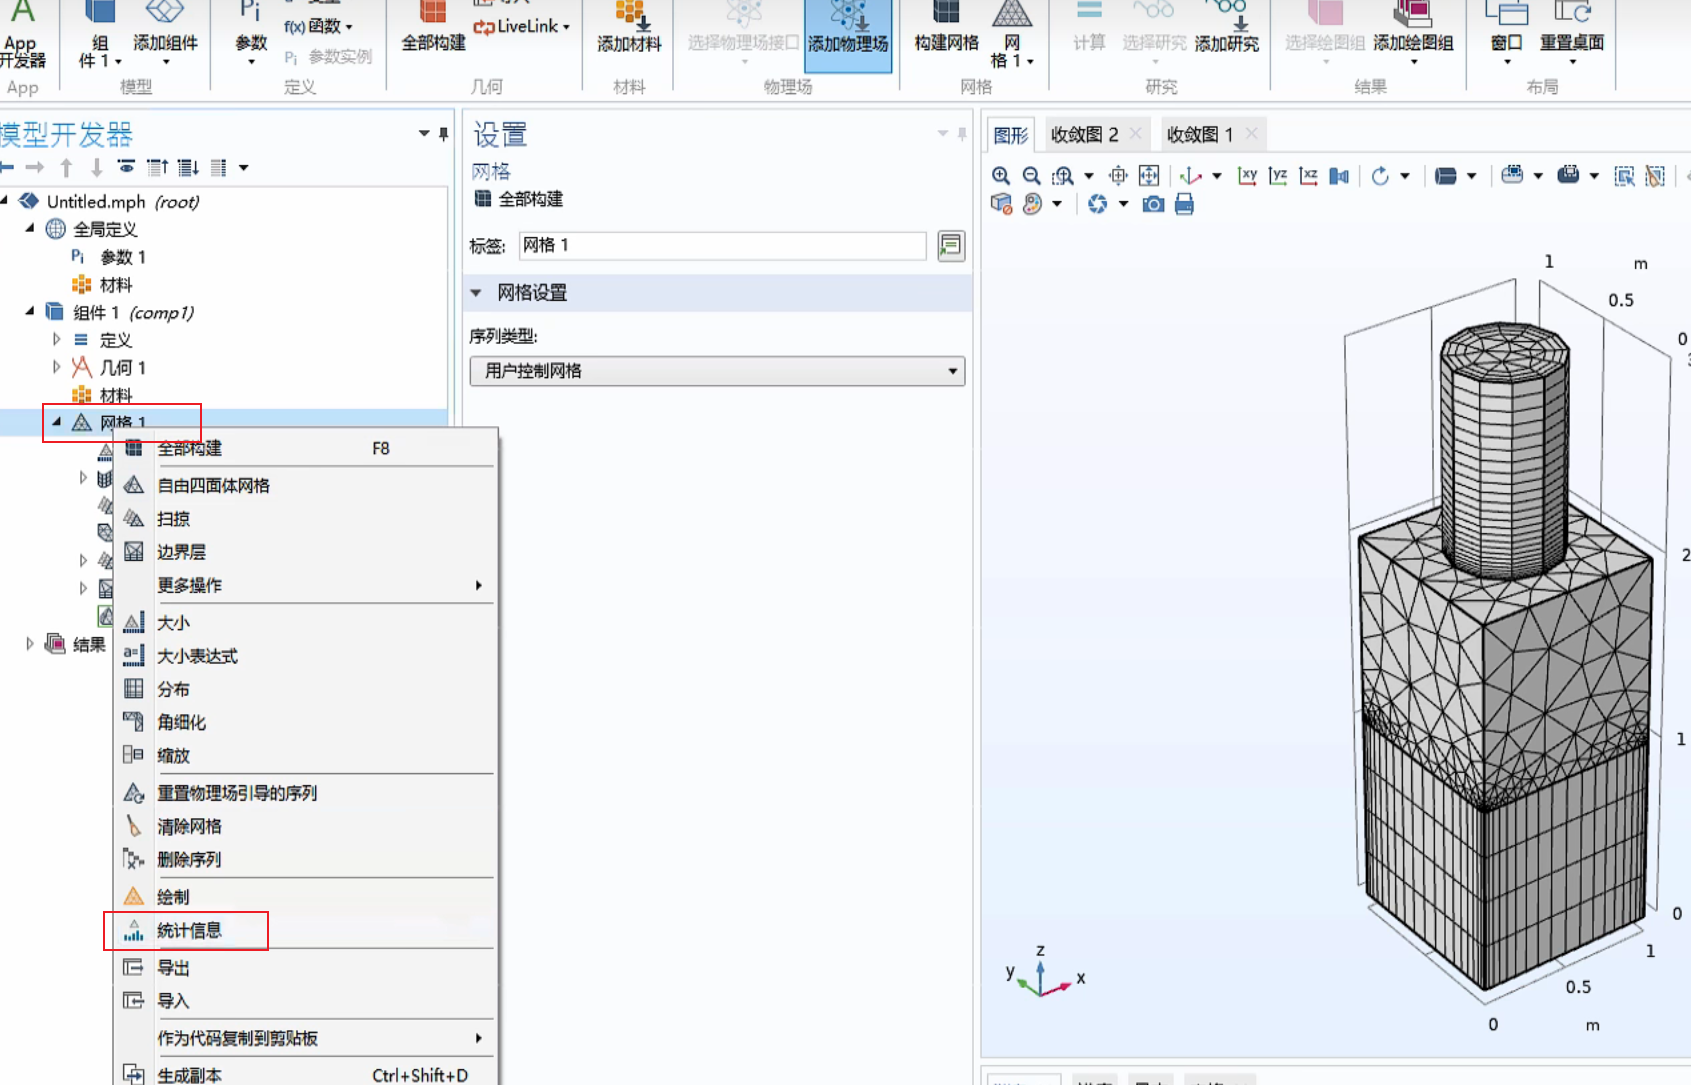 App
开发器
App
组
件 1
添加组件
模型
Pi
参数
f(x) 函数
Pi 参数实例
定义
全部构建
LiveLink
几何
添加材料
材料
选择物理场接口
添加物理场
物理场
构建网格
网
格 1
网格
计算
选择研究
添加研究
研究
选择绘图组
添加绘图组
结果
窗口
重置桌面
布局
模型开发器
Untitled.mph (root)
全局定义
Pi 参数 1
材料
组件 1 (comp1)
定义
几何 1
材料
网格 1
结果
全部构建 F8
自由四面体网格
扫掠
边界层
更多操作
大小
a= 大小表达式
分布
角细化
缩放
重置物理场引导的序列
清除网格
删除序列
绘制
统计信息
导出
导入
作为代码复制到剪贴板
生成副本 Ctrl+Shift+D
设置
网格
全部构建
标签: 网格 1
网格设置
序列类型:
用户控制网格
图形
收敛图 2
收敛图 1
xy
yz
xz
1
m
0.5
0
2
1
0
1
0.5
m
0
z
y
x